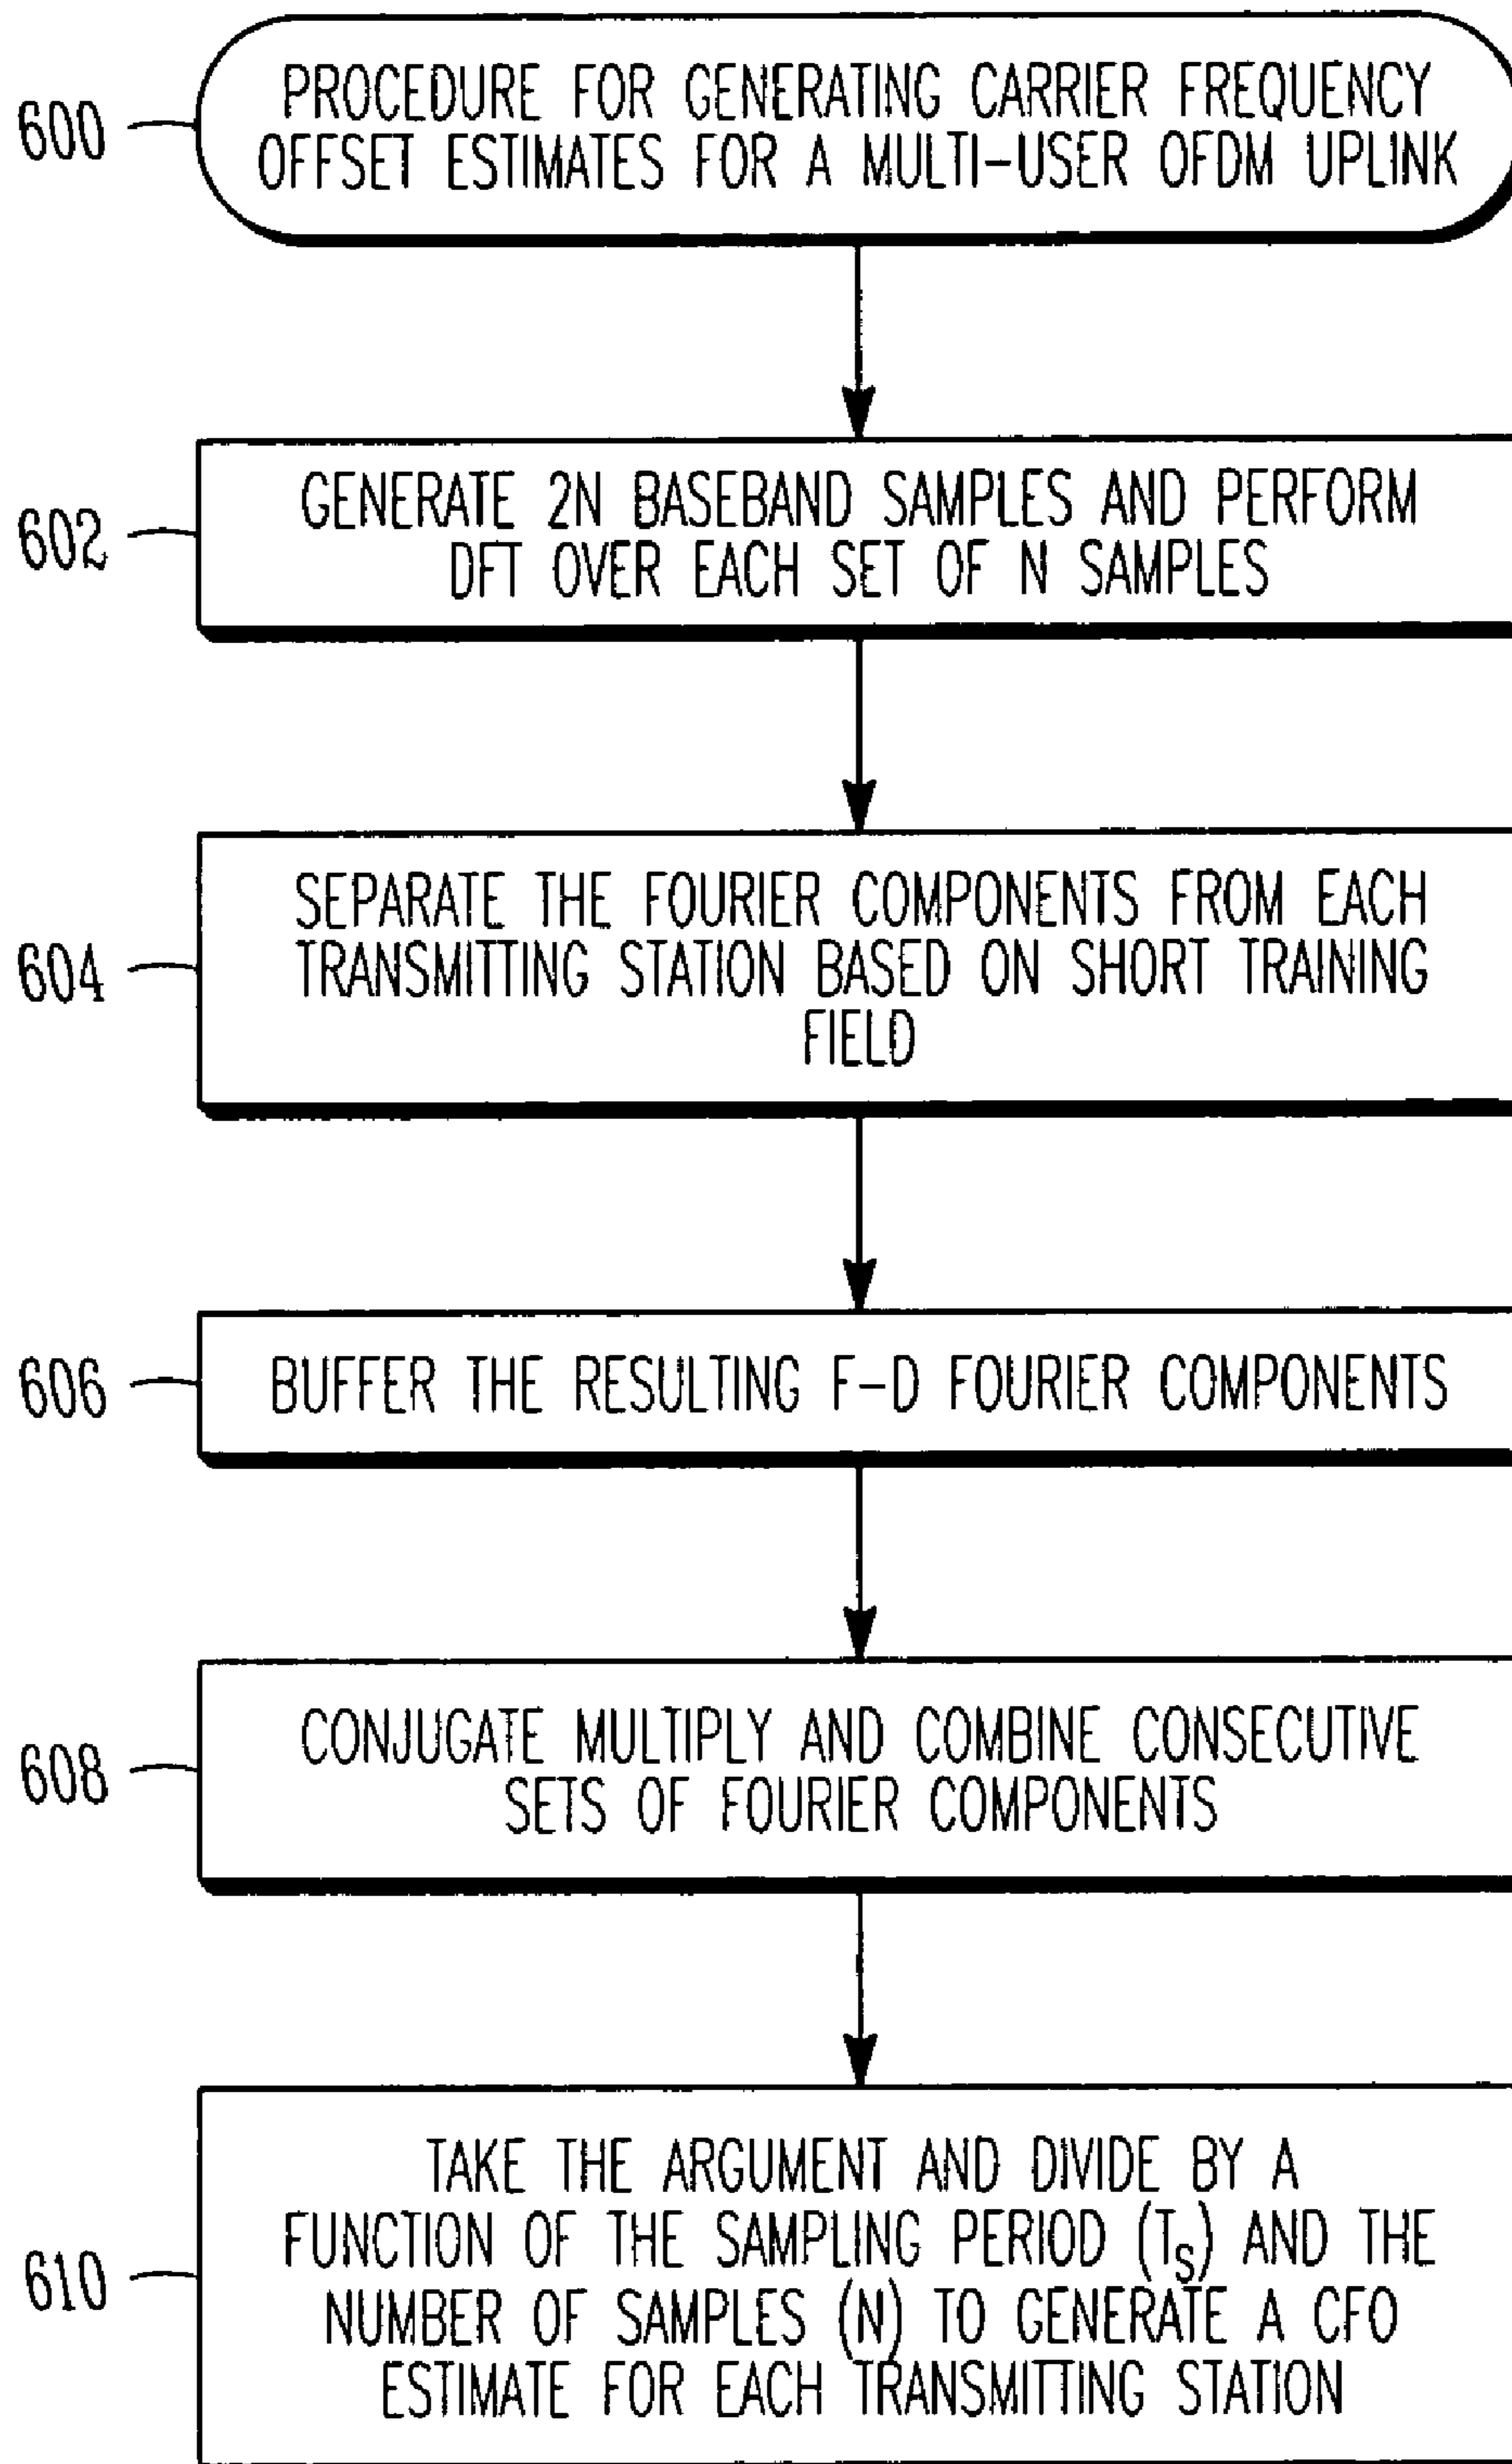 600
PROCEDURE FOR GENERATING CARRIER FREQUENCY
OFFSET ESTIMATES FOR A MULTI-USER OFDM UPLINK
602
GENERATE 2N BASEBAND SAMPLES AND PERFORM
DFT OVER EACH SET OF N SAMPLES
604
SEPARATE THE FOURIER COMPONENTS FROM EACH
TRANSMITTING STATION BASED ON SHORT TRAINING
FIELD
606
BUFFER THE RESULTING F-D FOURIER COMPONENTS
608
CONJUGATE MULTIPLY AND COMBINE CONSECUTIVE
SETS OF FOURIER COMPONENTS
610
TAKE THE ARGUMENT AND DIVIDE BY A
FUNCTION OF THE SAMPLING PERIOD (TS) AND THE
NUMBER OF SAMPLES (N) TO GENERATE A CFO
ESTIMATE FOR EACH TRANSMITTING STATION